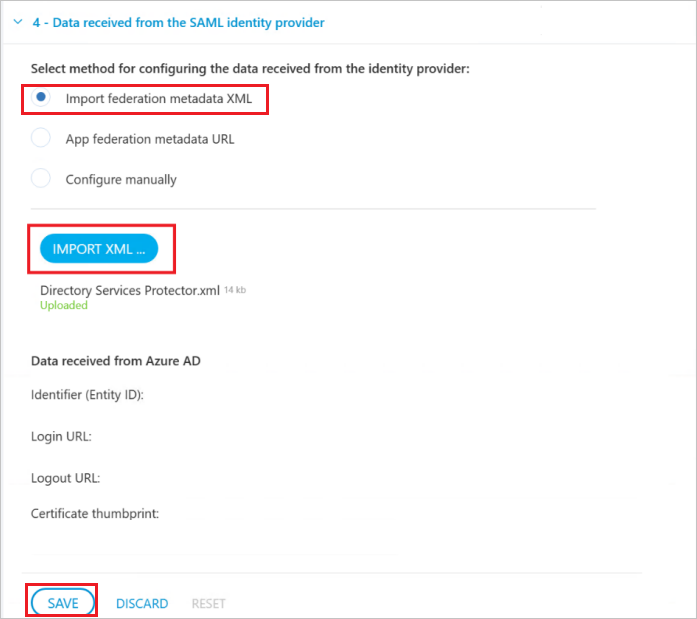 4 - Data received from the SAML identity provider
Select method for configuring the data received from the identity provider:
Import federation metadata XML
App federation metadata URL
Configure manually
IMPORT XML ...
Directory Services Protector.xml 14 kb
Uploaded
Data received from Azure AD
Identifier (Entity ID):
Login URL:
Logout URL:
Certificate thumbprint:
SAVE DISCARD RESET